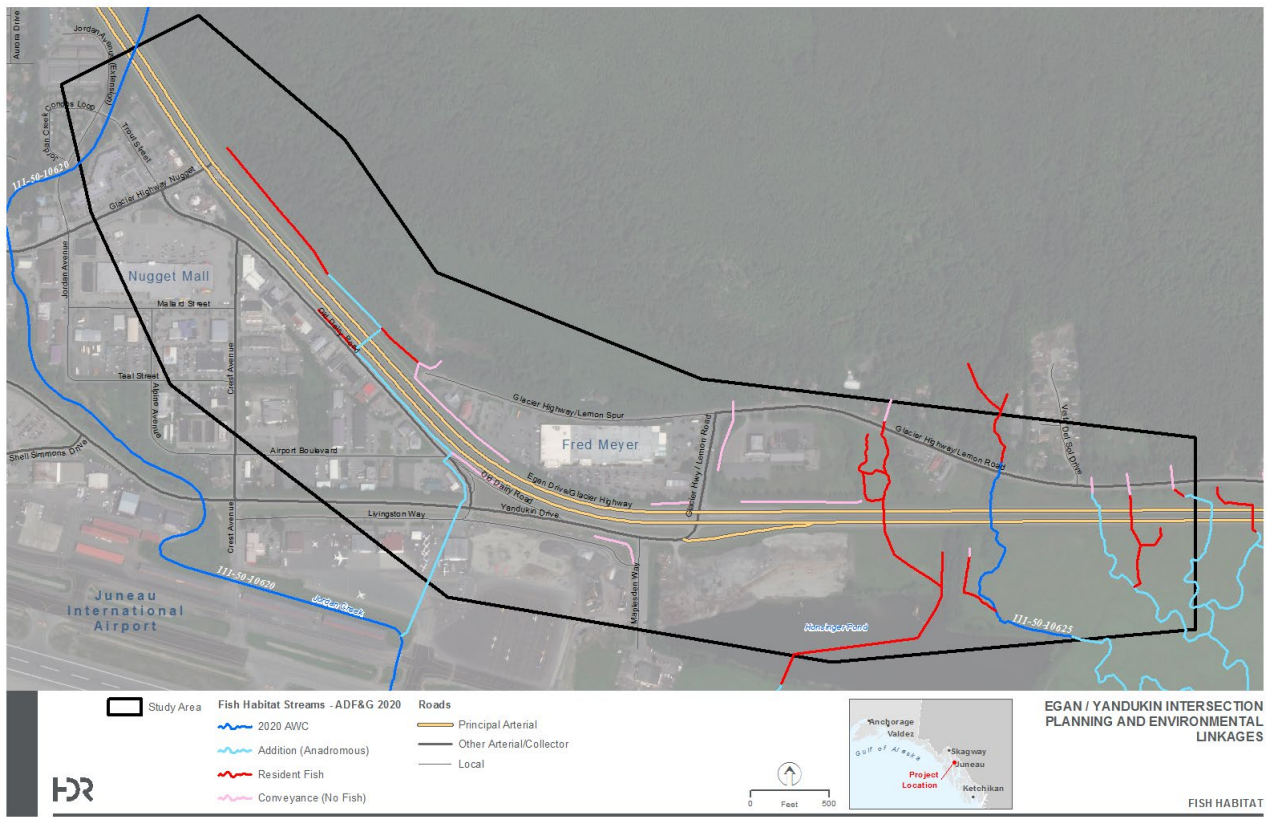 Aurora Drive
Jordan Avenue (Extension)
Condos Loop
Trout Street
Jordan Creek
111-50-10620
Glacier Highway Nugget
Jordan Avenue
Nugget Mall
Mallard Street
Old Dairy Road
Teal Street
Alpine Avenue
Crest Avenue
Glacier Highway/Lemon Spur
Fred Meyer
Glacier Hwy / Lemon Road
Glacier Highway/Lemon Road
Vista Del Sol Drive
Shell Simmons Drive
Airport Boulevard
Egan Drive/Glacier Highway
Old Dairy Road
Yandukin Drive
Livingston Way
Crest Avenue
111-50-10620
Jordan Creek
Juneau
International
Airport
Maplesden Way
Honsinger Pond
111-50-10625
Study Area
Fish Habitat Streams - ADF&G 2020
2020 AWC
Addition (Anadromous)
Resident Fish
Conveyance (No Fish)
Roads
Principal Arterial
Other Arterial/Collector
Local
0 Feet 500
Anchorage
Valdez
Gulf of Alaska
Skagway
Juneau
Project
Location
Ketchikan
EGAN / YANDUKIN INTERSECTION
PLANNING AND ENVIRONMENTAL
LINKAGES
FISH HABITAT
HDR